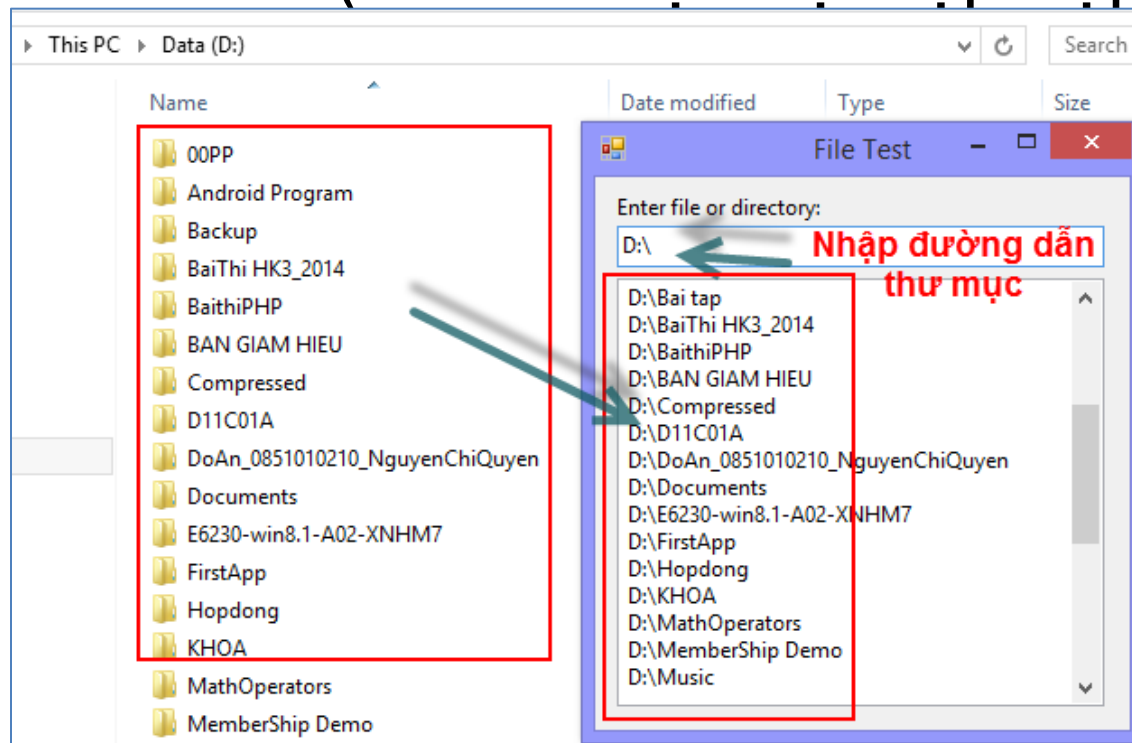 This PC Data (D:) Search
Name Date modified Type Size
00PP
Android Program
Backup
BaiThi HK3_2014
BaithiPHP
BAN GIAM HIEU
Compressed
D11C01A
DoAn_0851010210_NguyenChiQuyen
Documents
E6230-win8.1-A02-XNHM7
FirstApp
Hopdong
KHOA
MathOperators
MemberShip Demo
File Test
Enter file or directory:
D:\
Nhập đường dẫn
thư mục
D:\Bai tap
D:\BaiThi HK3_2014
D:\BaithiPHP
D:\BAN GIAM HIEU
D:\Compressed
D:\D11C01A
D:\DoAn_0851010210_NguyenChiQuyen
D:\Documents
D:\E6230-win8.1-A02-XNHM7
D:\FirstApp
D:\Hopdong
D:\KHOA
D:\MathOperators
D:\MemberShip Demo
D:\Music